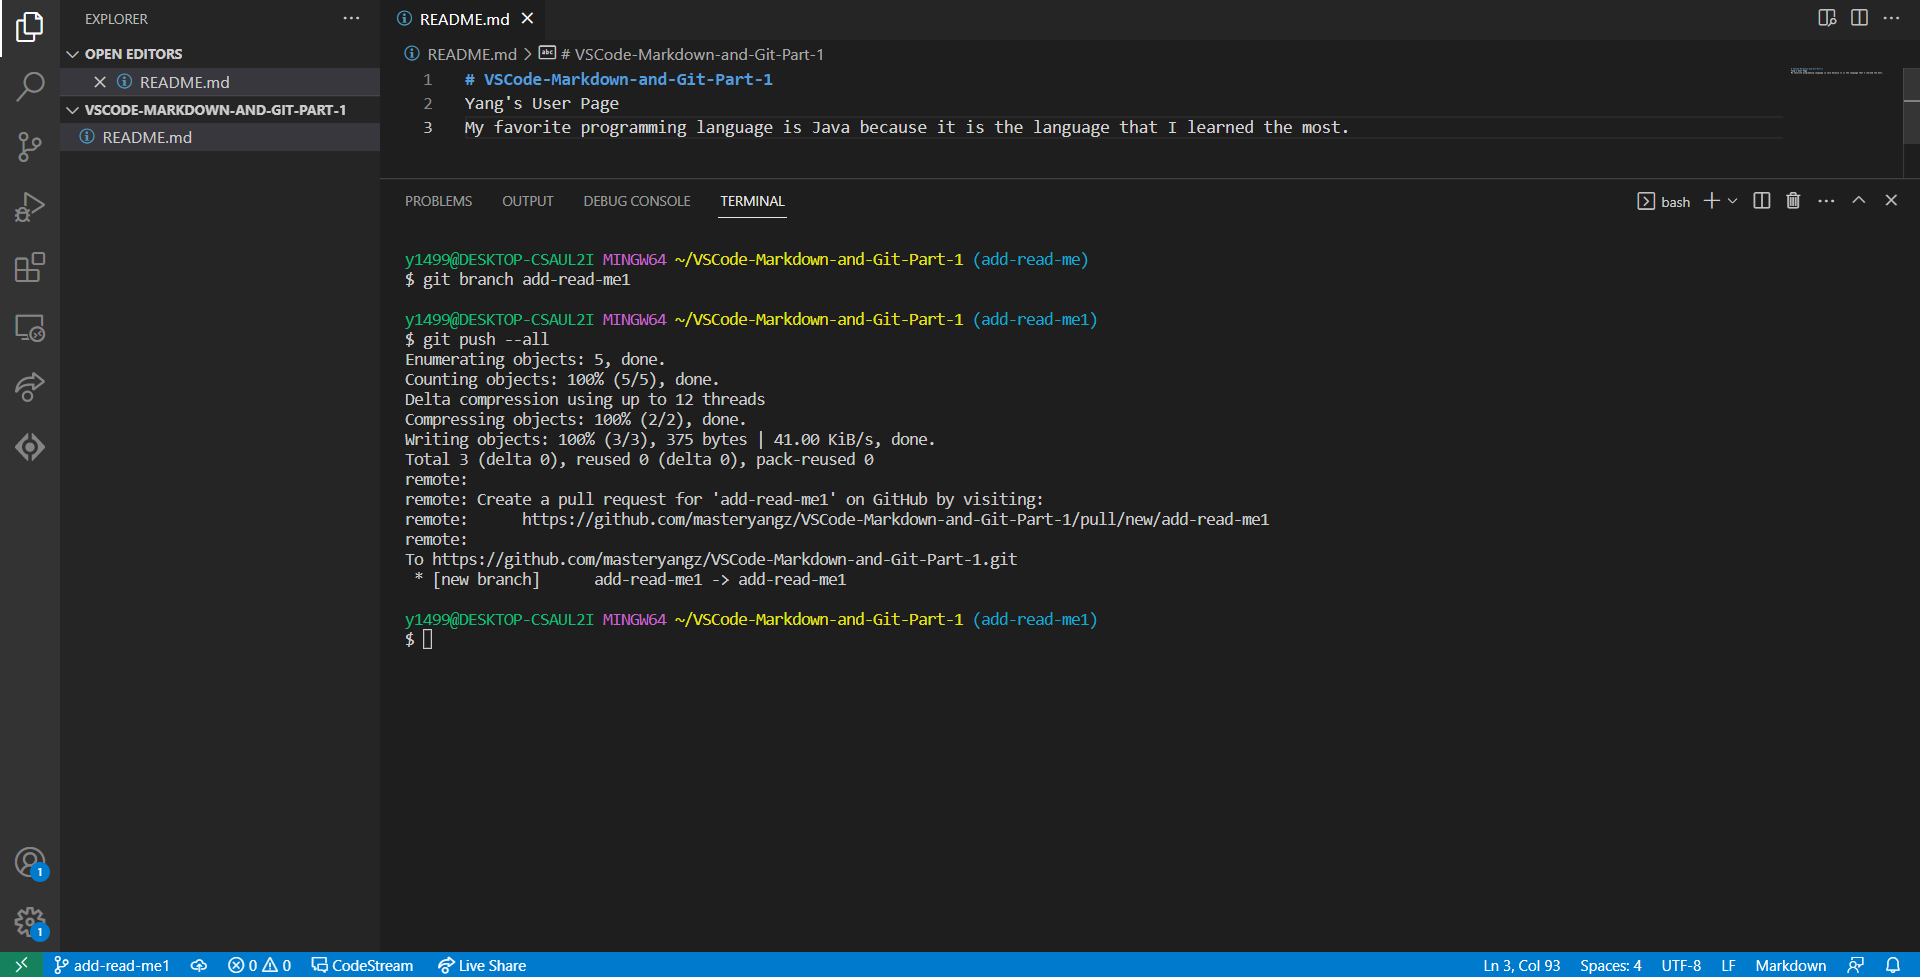 EXPLORER
OPEN EDITORS
README.md
VSCODE-MARKDOWN-AND-GIT-PART-1
README.md
README.md
README.md > # VSCode-Markdown-and-Git-Part-1
1 # VSCode-Markdown-and-Git-Part-1
2 Yang's User Page
3 My favorite programming language is Java because it is the language that I learned the most.
PROBLEMS OUTPUT DEBUG CONSOLE TERMINAL bash
y1499@DESKTOP-CSAUL2I MINGW64 ~/VSCode-Markdown-and-Git-Part-1 (add-read-me)
$ git branch add-read-me1
y1499@DESKTOP-CSAUL2I MINGW64 ~/VSCode-Markdown-and-Git-Part-1 (add-read-me1)
$ git push --all
Enumerating objects: 5, done.
Counting objects: 100% (5/5), done.
Delta compression using up to 12 threads
Compressing objects: 100% (2/2), done.
Writing objects: 100% (3/3), 375 bytes | 41.00 KiB/s, done.
Total 3 (delta 0), reused 0 (delta 0), pack-reused 0
remote:
remote: Create a pull request for 'add-read-me1' on GitHub by visiting:
remote:      https://github.com/masteryangz/VSCode-Markdown-and-Git-Part-1/pull/new/add-read-me1
remote:
To https://github.com/masteryangz/VSCode-Markdown-and-Git-Part-1.git
 * [new branch]      add-read-me1 -> add-read-me1
y1499@DESKTOP-CSAUL2I MINGW64 ~/VSCode-Markdown-and-Git-Part-1 (add-read-me1)
$
1
1
add-read-me1 0 0 CodeStream Live Share Ln 3, Col 93 Spaces: 4 UTF-8 LF Markdown